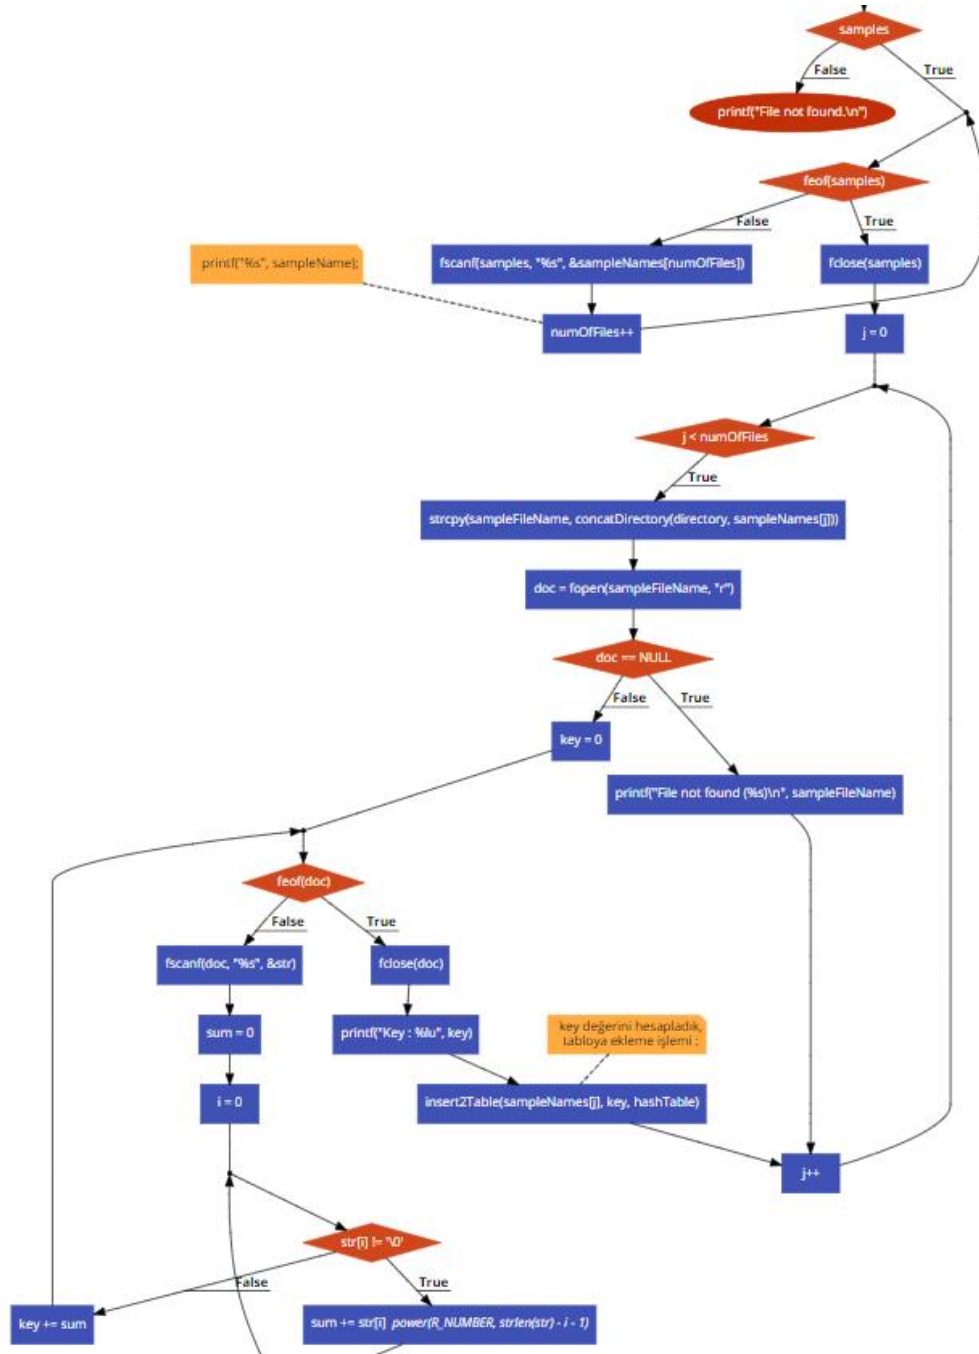 samples
False
True
printf("File not found.\n")
feof(samples)
False
True
printf("%s", sampleName);
fscanf(samples, "%s", &sampleNames[numOfFiles])
fclose(samples)
numOfFiles++
j = 0
j < numOfFiles
True
strcpy(sampleFileName, concatDirectory(directory, sampleNames[j]))
doc = fopen(sampleFileName, "r")
doc == NULL
False
True
key = 0
printf("File not found (%s)\n", sampleFileName)
feof(doc)
False
True
fscanf(doc, "%s", &str)
fclose(doc)
sum = 0
printf("Key : %lu", key)
key değerini hesapladık,
tabloya ekleme işlemi :
i = 0
insert2Table(sampleNames[j], key, hashTable)
j++
str[i] != '\0'
False
True
key += sum
sum += str[i] power(R_NUMBER, strlen(str) - i - 1)